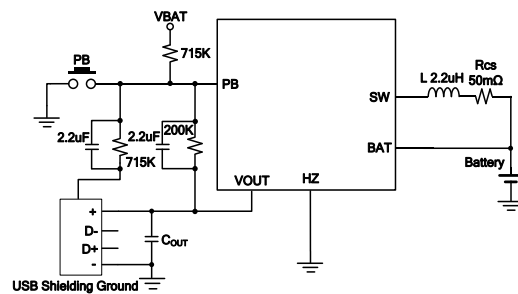 VBAT
715K
PB
PB
L 2.2uH
Rcs
50mΩ
SW
2.2uF
2.2uF
200K
715K
BAT
Battery
VOUT
HZ
+
D-
D+
-
COUT
USB Shielding Ground